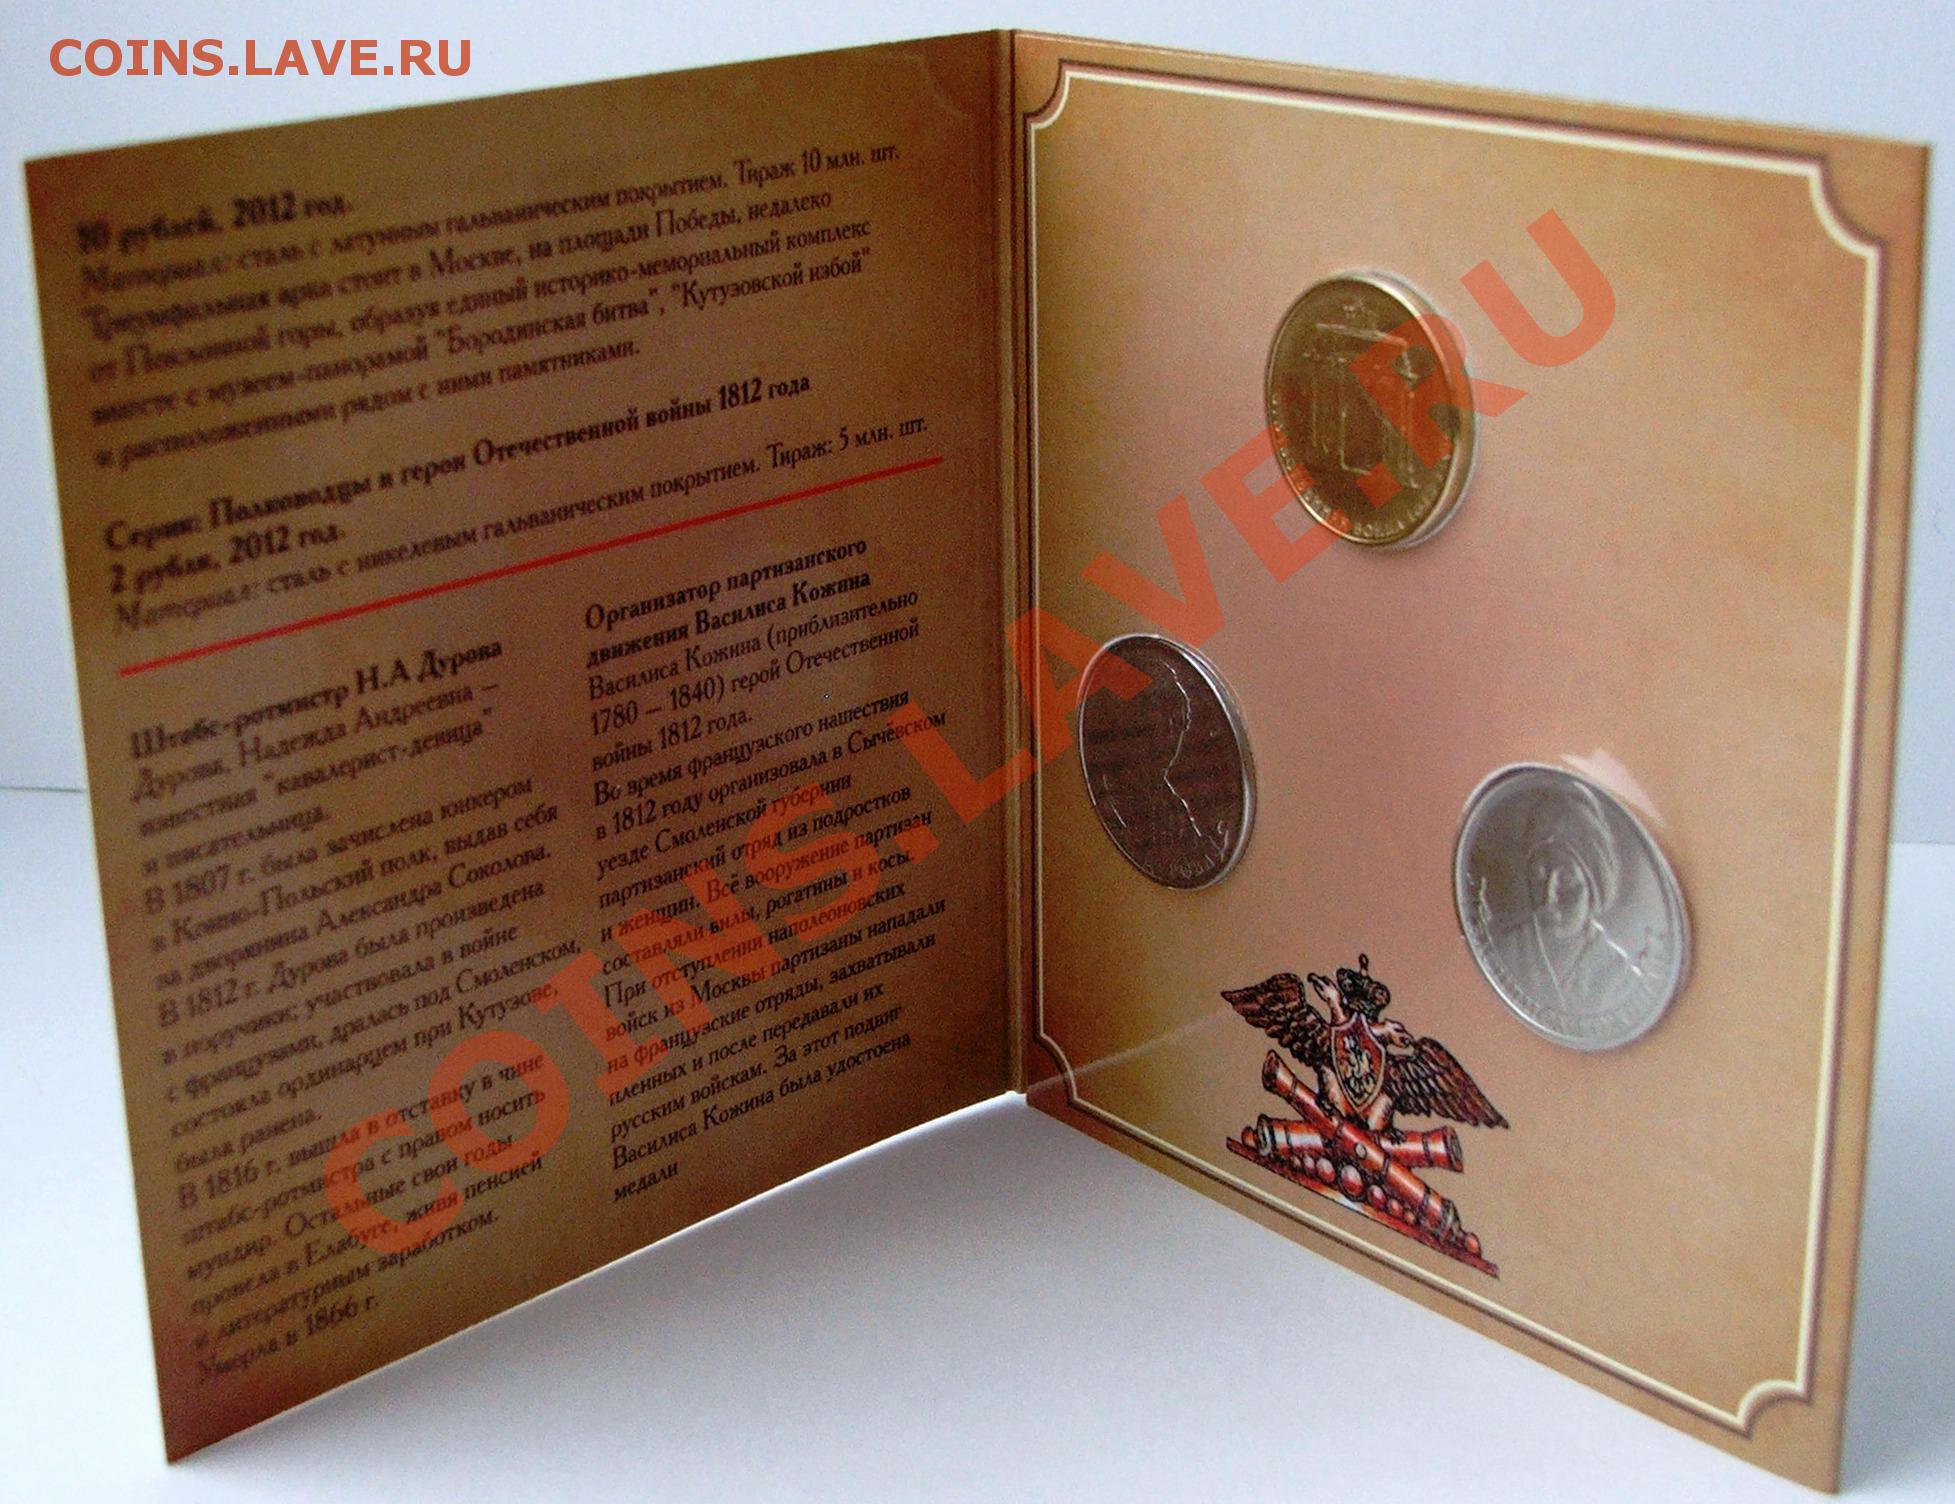 COINS.LAVE.RU
10 рублей, 2012 год.
Материал: сталь с латунным гальваническим покрытием. Тираж 10 млн. шт.
Триумфальная арка стоит в Москве, на площади Победы, недалеко
от Поклонной горы, образуя единый историко-мемориальный комплекс
вместе с музеем-панорамой "Бородинская битва", "Кутузовской избой"
и расположенными рядом с ними памятниками.
Серия: Полководцы и герои Отечественной войны 1812 года
2 рубля, 2012 год.
Материал: сталь с никелевым гальваническим покрытием. Тираж: 5 млн. шт.
Штабс-ротмистр Н.А Дурова
Дурова, Надежда Андреевна –
известная "кавалерист-девица"
и писательница.
В 1807 г. была зачислена юнкером
в Конно-Польский полк, выдав себя
за дворянина Александра Соколова.
В 1812 г. Дурова была произведена
в поручики; участвовала в войне
с французами, дралась под Смоленском,
состояла ординарцем при Кутузове,
была ранена.
В 1816 г. вышла в отставку в чине
штабс-ротмистра с правом носить
мундир. Остальные свои годы
провела в Елабуге, живя пенсией
и литературным заработком.
Умерла в 1866 г.
Организатор партизанского
движения Василиса Кожина
Василиса Кожина (приблизительно
1780 – 1840) герой Отечественной
войны 1812 года.
Во время французского нашествия
в 1812 году организовала в Сычёвском
уезде Смоленской губернии
партизанский отряд из подростков
и женщин. Всё вооружение партизан
составляли вилы, рогатины и косы.
При отступлении наполеоновских
войск из Москвы партизаны нападали
на французские отряды, захватывали
пленных и после передавали их
русским войскам. За этот подвиг
Василиса Кожина была удостоена
медали
ВОЙНА
COINS.LAVE.RU